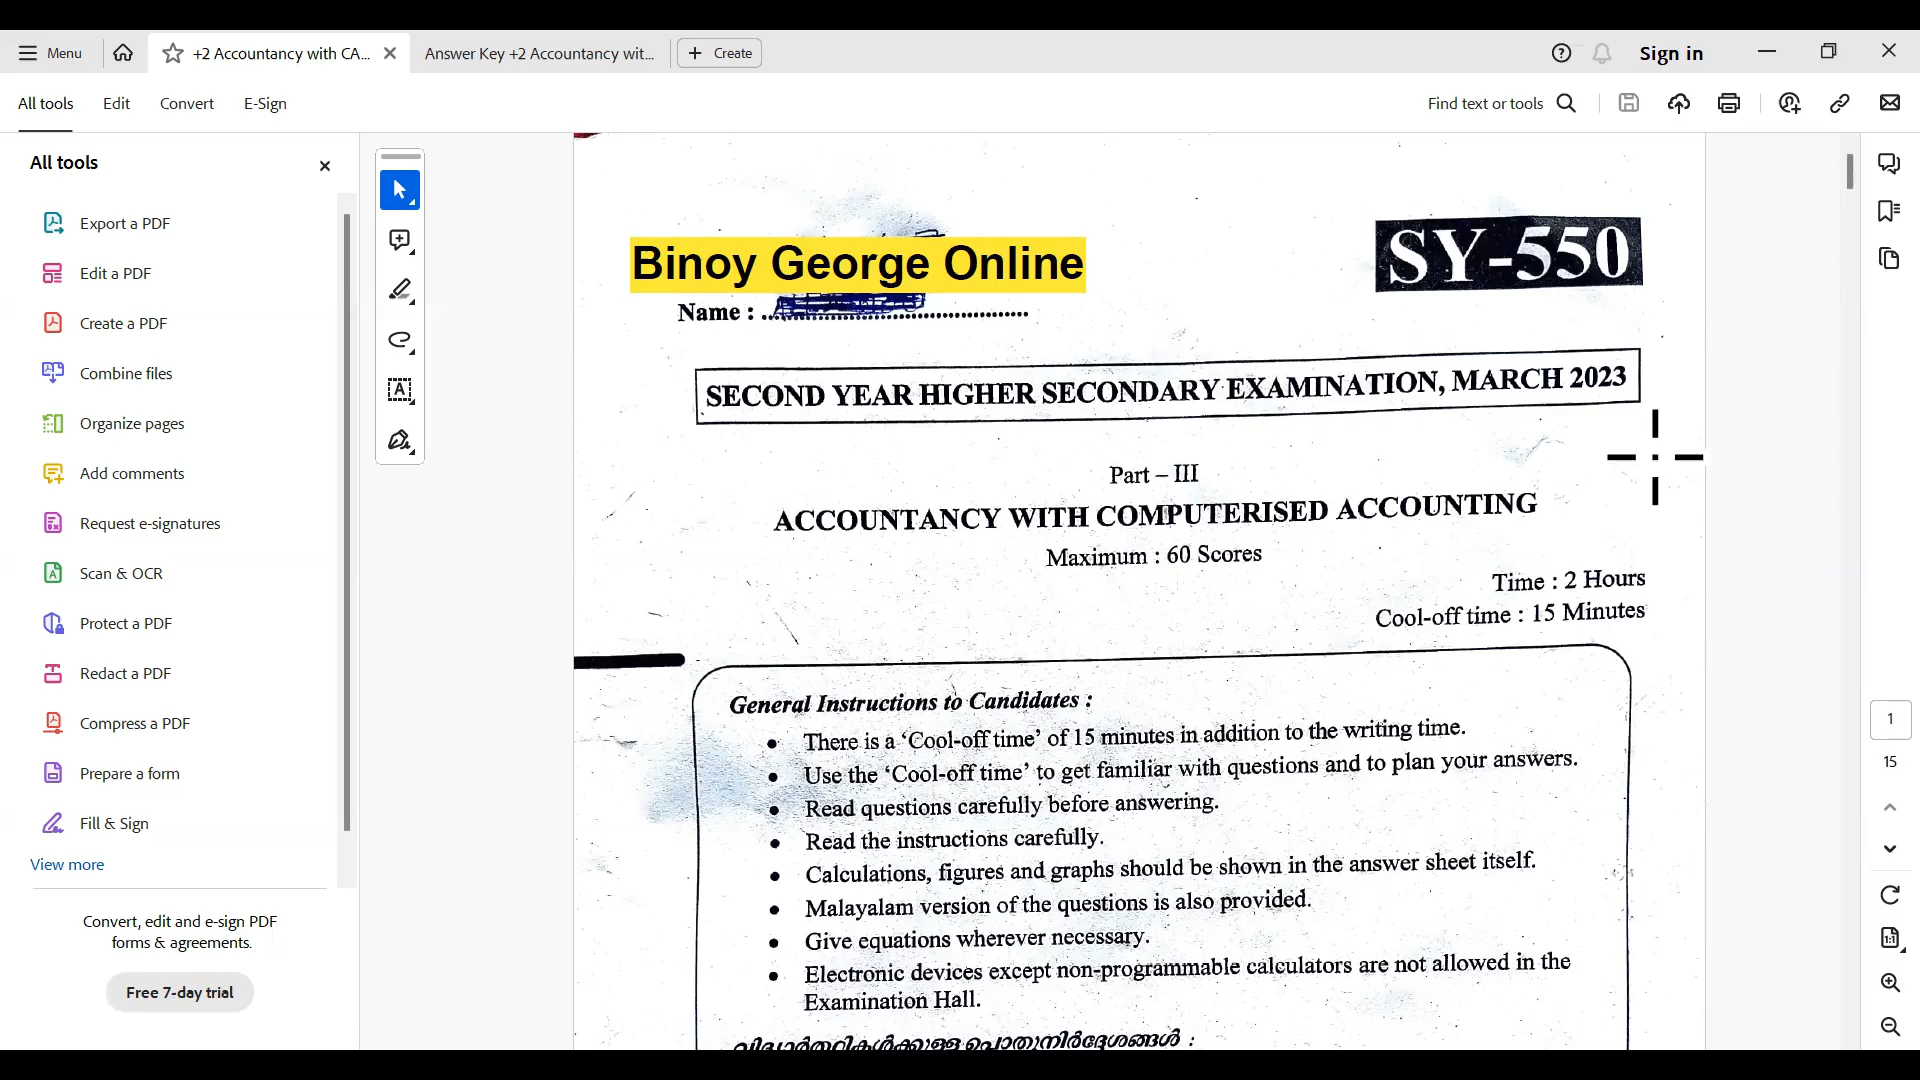 Menu
+2 Accountancy with CA...
Answer Key +2 Accountancy wit...
Create
Sign in
All tools
Edit
Convert
E-Sign
Find text or tools
All tools
Export a PDF
Edit a PDF
Create a PDF
Combine files
Organize pages
Add comments
Request e-signatures
Scan & OCR
Protect a PDF
Redact a PDF
Compress a PDF
Prepare a form
Fill & Sign
View more
Convert, edit and e-sign PDF
forms & agreements.
Free 7-day trial
Binoy George Online
SY-550
Name :
SECOND YEAR HIGHER SECONDARY EXAMINATION, MARCH 2023
Part – III
ACCOUNTANCY WITH COMPUTERISED ACCOUNTING
Maximum : 60 Scores
Time : 2 Hours
Cool-off time : 15 Minutes
General Instructions to Candidates :
• There is a ‘Cool-off time’ of 15 minutes in addition to the writing time.
• Use the ‘Cool-off time’ to get familiar with questions and to plan your answers.
• Read questions carefully before answering.
• Read the instructions carefully.
• Calculations, figures and graphs should be shown in the answer sheet itself.
• Malayalam version of the questions is also provided.
• Give equations wherever necessary.
• Electronic devices except non-programmable calculators are not allowed in the
Examination Hall.
വിദ്യാർത്ഥികൾക്കുള്ള പൊതുനിർദ്ദേശങ്ങൾ :
1
15